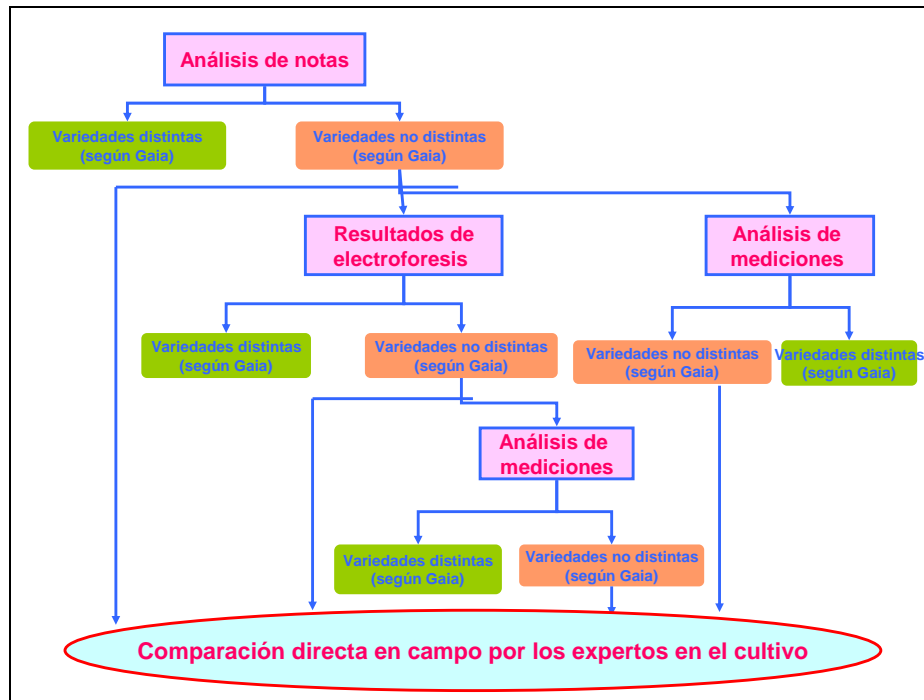 Análisis de notas
Variedades distintas
(según Gaia)
Variedades no distintas
(según Gaia)
Resultados de
electroforesis
Análisis de
mediciones
Variedades distintas
(según Gaia)
Variedades no distintas
(según Gaia)
Variedades no distintas
(según Gaia)
Variedades distintas
(según Gaia)
Análisis de
mediciones
Variedades distintas
(según Gaia)
Variedades no distintas
(según Gaia)
Comparación directa en campo por los expertos en el cultivo